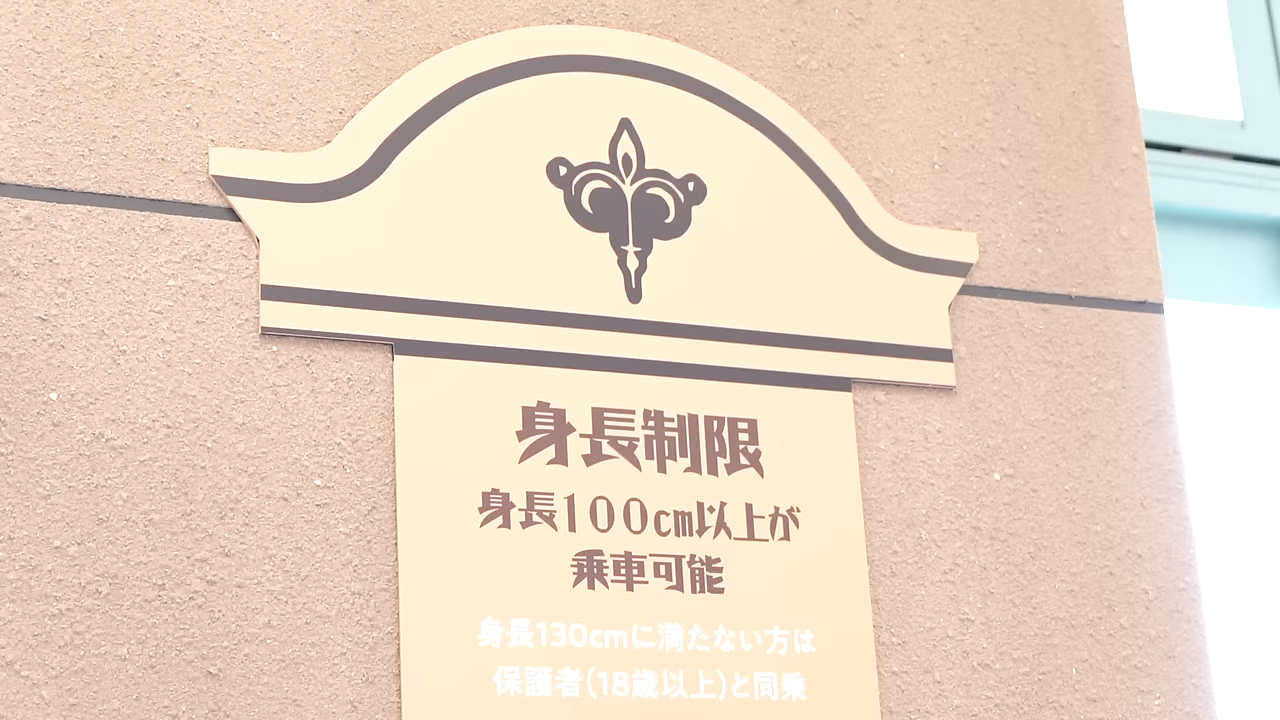 身長制限
身長100cm以上が
乗車可能
身長130cmに満たない方は
保護者(18歳以上)と同乗